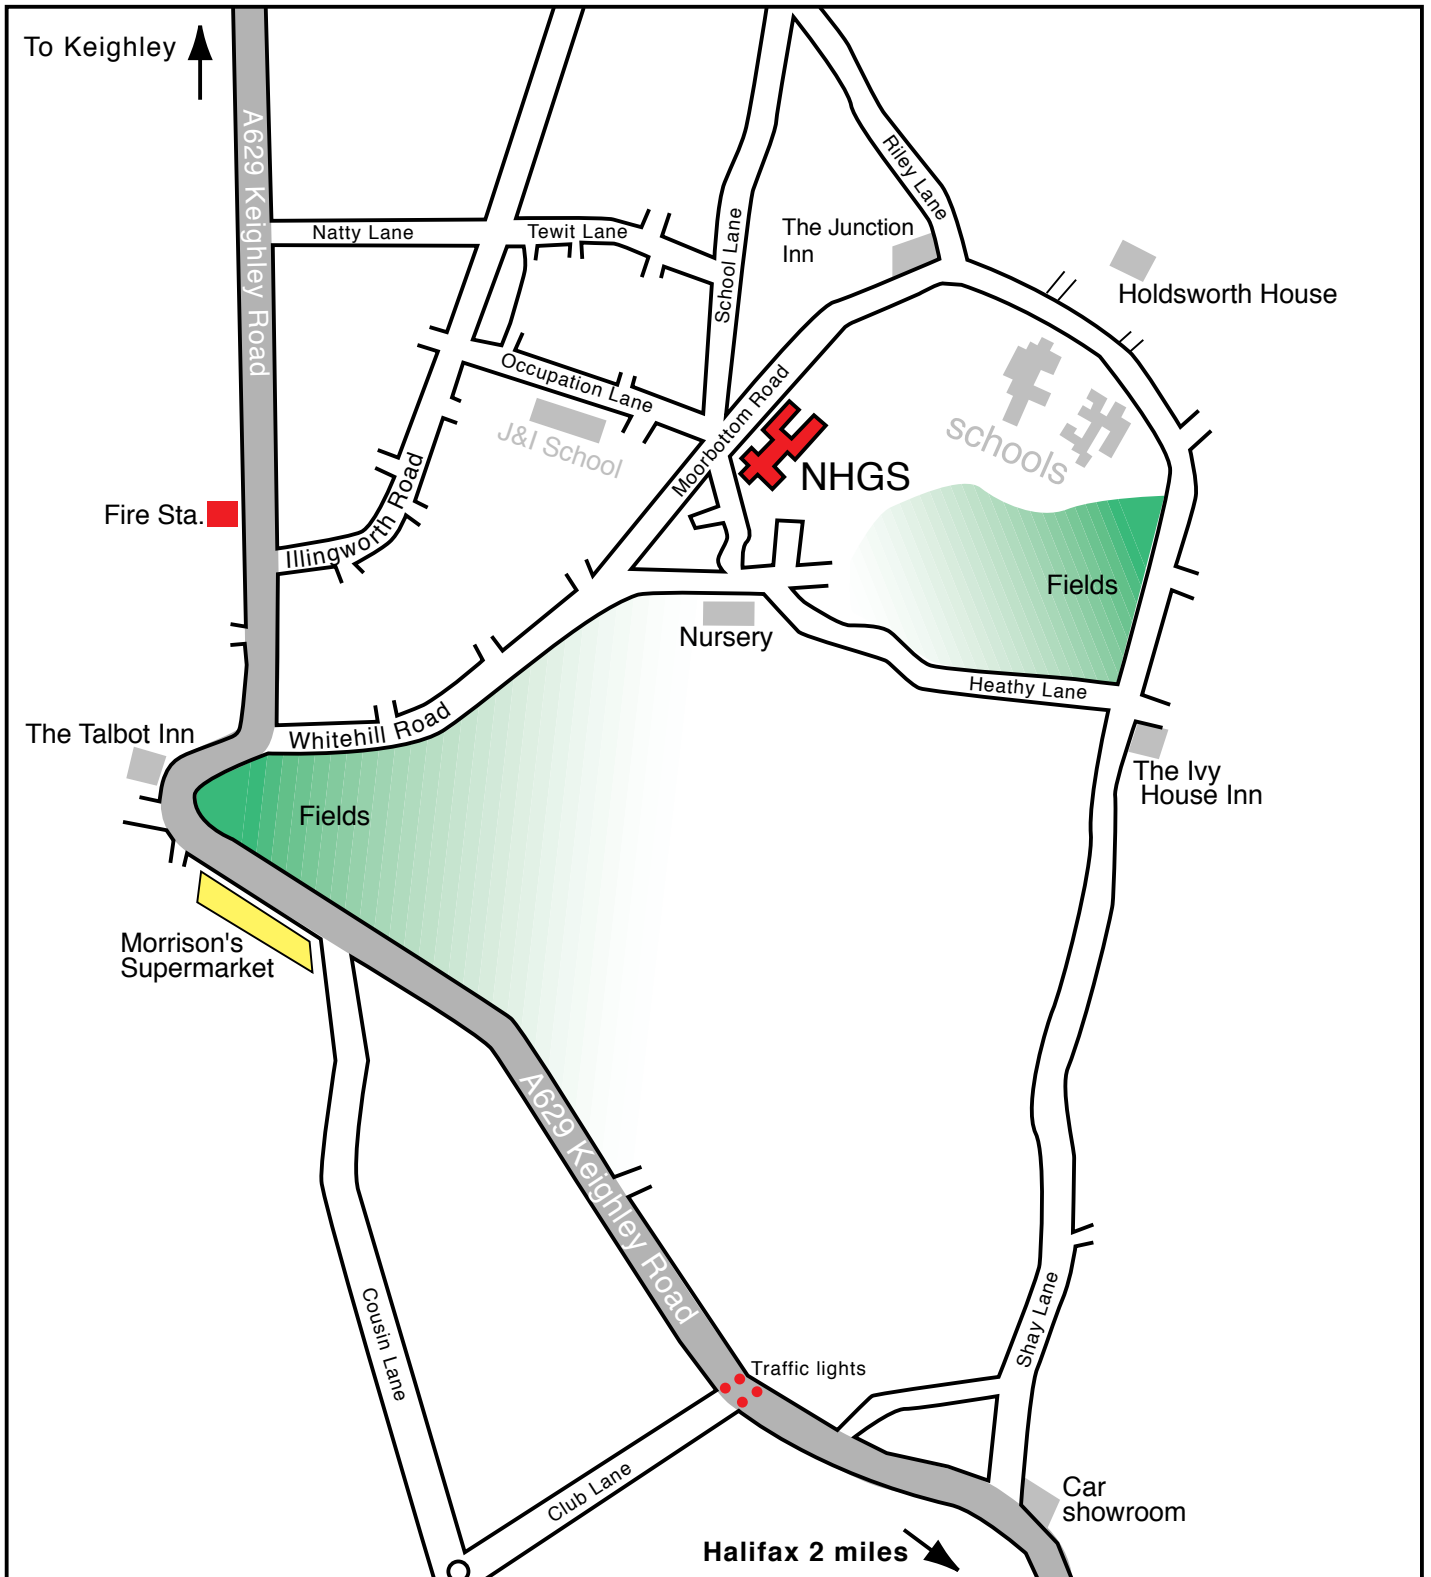 To Keighley
A629 Keighley Road
Natty Lane
Tewit Lane
School Lane
Riley Lane
The Junction
Inn
Holdsworth House
Occupation Lane
J&I School
Moorbottom Road
NHGS
schools
Fire Sta.
Illingworth Road
Fields
Nursery
Heathy Lane
The Talbot Inn
Whitehill Road
The Ivy
House Inn
Fields
Morrison's
Supermarket
A629 Keighley Road
Cousin Lane
Shay Lane
Traffic lights
Club Lane
Car
showroom
Halifax 2 miles